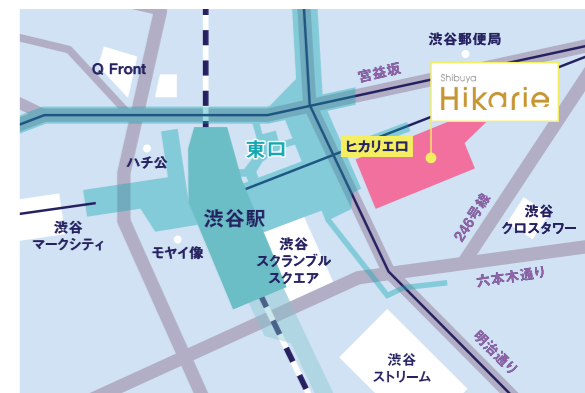 渋谷郵便局
Q Front
宮益坂
Shibuya
Hikarie
東口
ヒカリエ口
ハチ公
渋谷駅
246号線
渋谷
クロスタワー
渋谷
マークシティ
モヤイ像
渋谷
スクランブル
スクエア
六本木通り
明治通り
渋谷
ストリーム